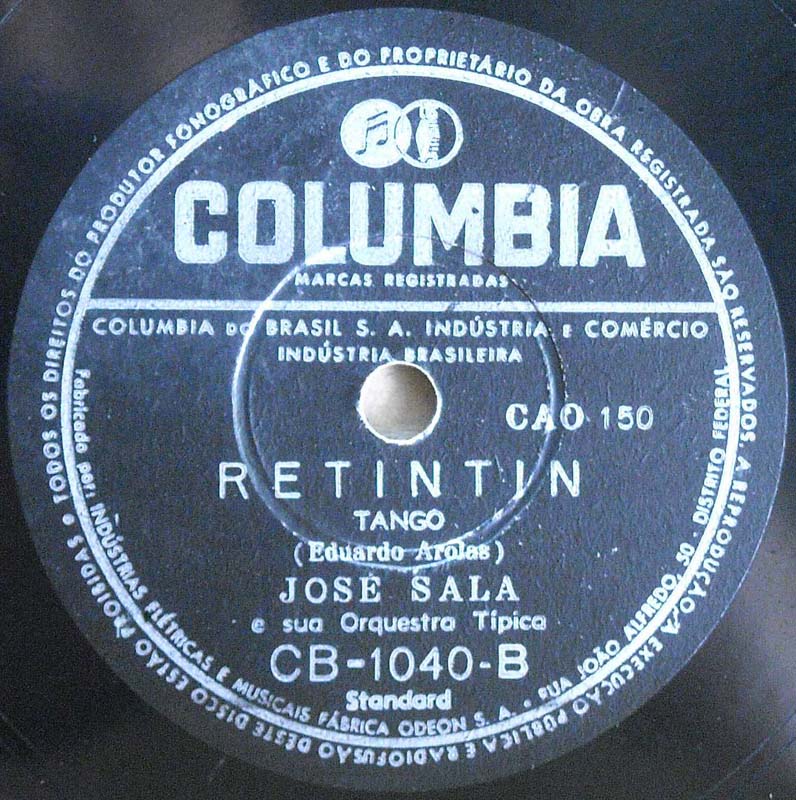 TODOS OS DIREITOS DO PRODUTOR FONOGRÁFICO E DO PROPRIETÁRIO DA OBRA REGISTRADA SÃO RESERVADOS A REPRODUÇÃO, A EXECUÇÃO PÚBLICA E RADIOFUSÃO DESTE DISCO ESTÃO PROIBIDAS •
COLUMBIA
MARCAS REGISTRADAS
COLUMBIA DO BRASIL S. A. INDÚSTRIA E COMÉRCIO
INDÚSTRIA BRASILEIRA
CAO 150
RETINTIN
TANGO
(Eduardo Arolas)
JOSÉ SALA
e sua Orquestra Típica
CB-1040-B
Standard
Fabricado por: INDÚSTRIAS ELÉTRICAS E MUSICAIS FÁBRICA ODEON S. A. • RUA JOÃO ALFREDO, 50 - DISTRITO FEDERAL